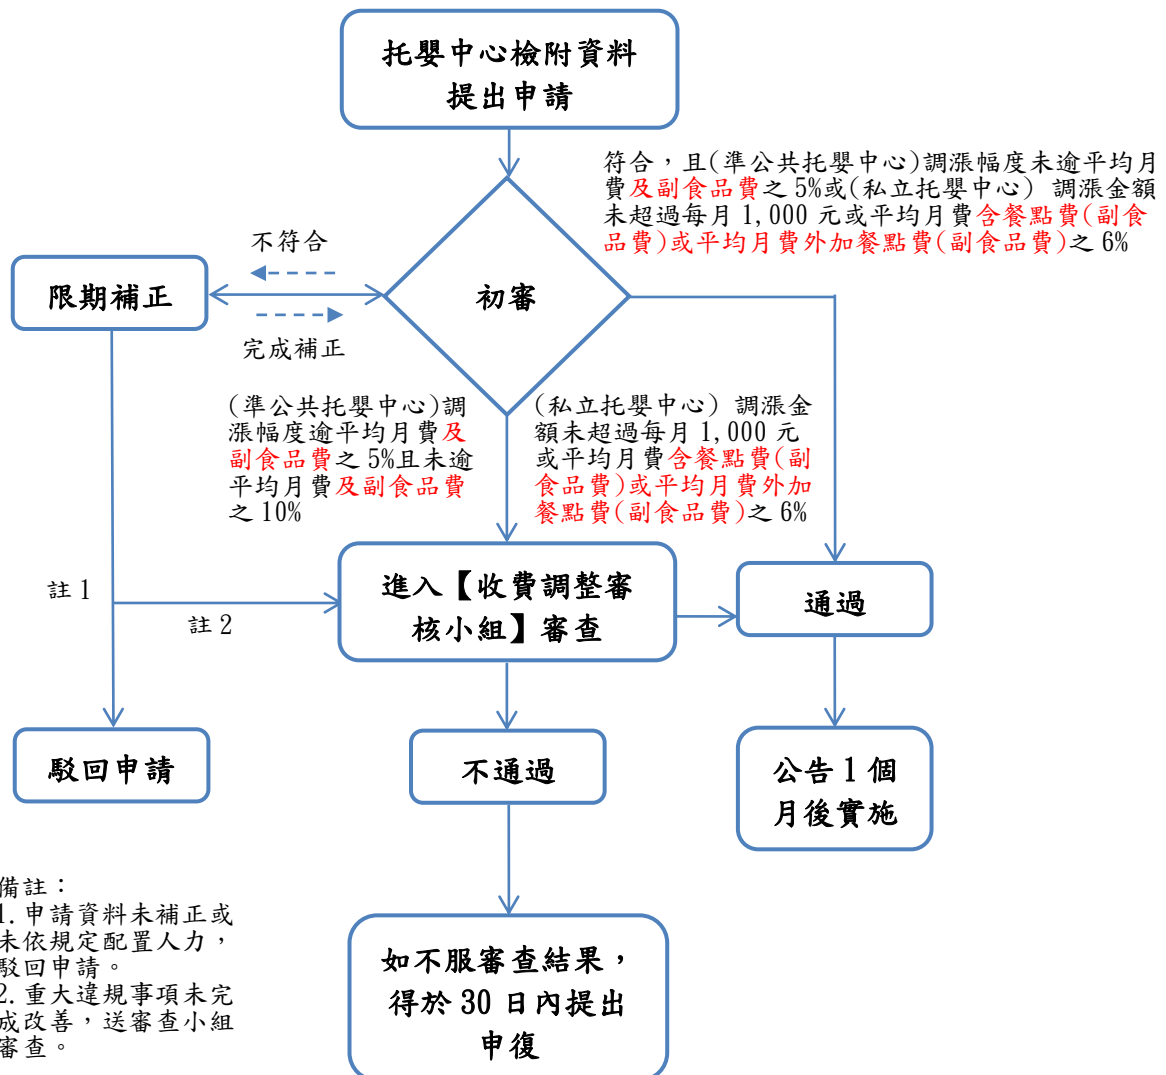 托嬰中心檢附資料
提出申請
符合，且(準公共托嬰中心)調漲幅度未逾平均月
費及副食品費之 5%或(私立托嬰中心) 調漲金額
未超過每月 1,000 元或平均月費含餐點費(副食
品費)或平均月費外加餐點費(副食品費)之 6%
不符合
限期補正
初審
完成補正
(準公共托嬰中心)調
漲幅度逾平均月費及
副食品費之 5%且未逾
平均月費及副食品費
之 10%
(私立托嬰中心) 調漲金
額未超過每月 1,000 元
或平均月費含餐點費(副
食品費)或平均月費外加
餐點費(副食品費)之 6%
註 1
註 2
進入【收費調整審
核小組】審查
通過
駁回申請
不通過
公告 1 個
月後實施
備註：
1.申請資料未補正或
未依規定配置人力，
駁回申請。
2.重大違規事項未完
成改善，送審查小組
審查。
如不服審查結果，
得於 30 日內提出
申復